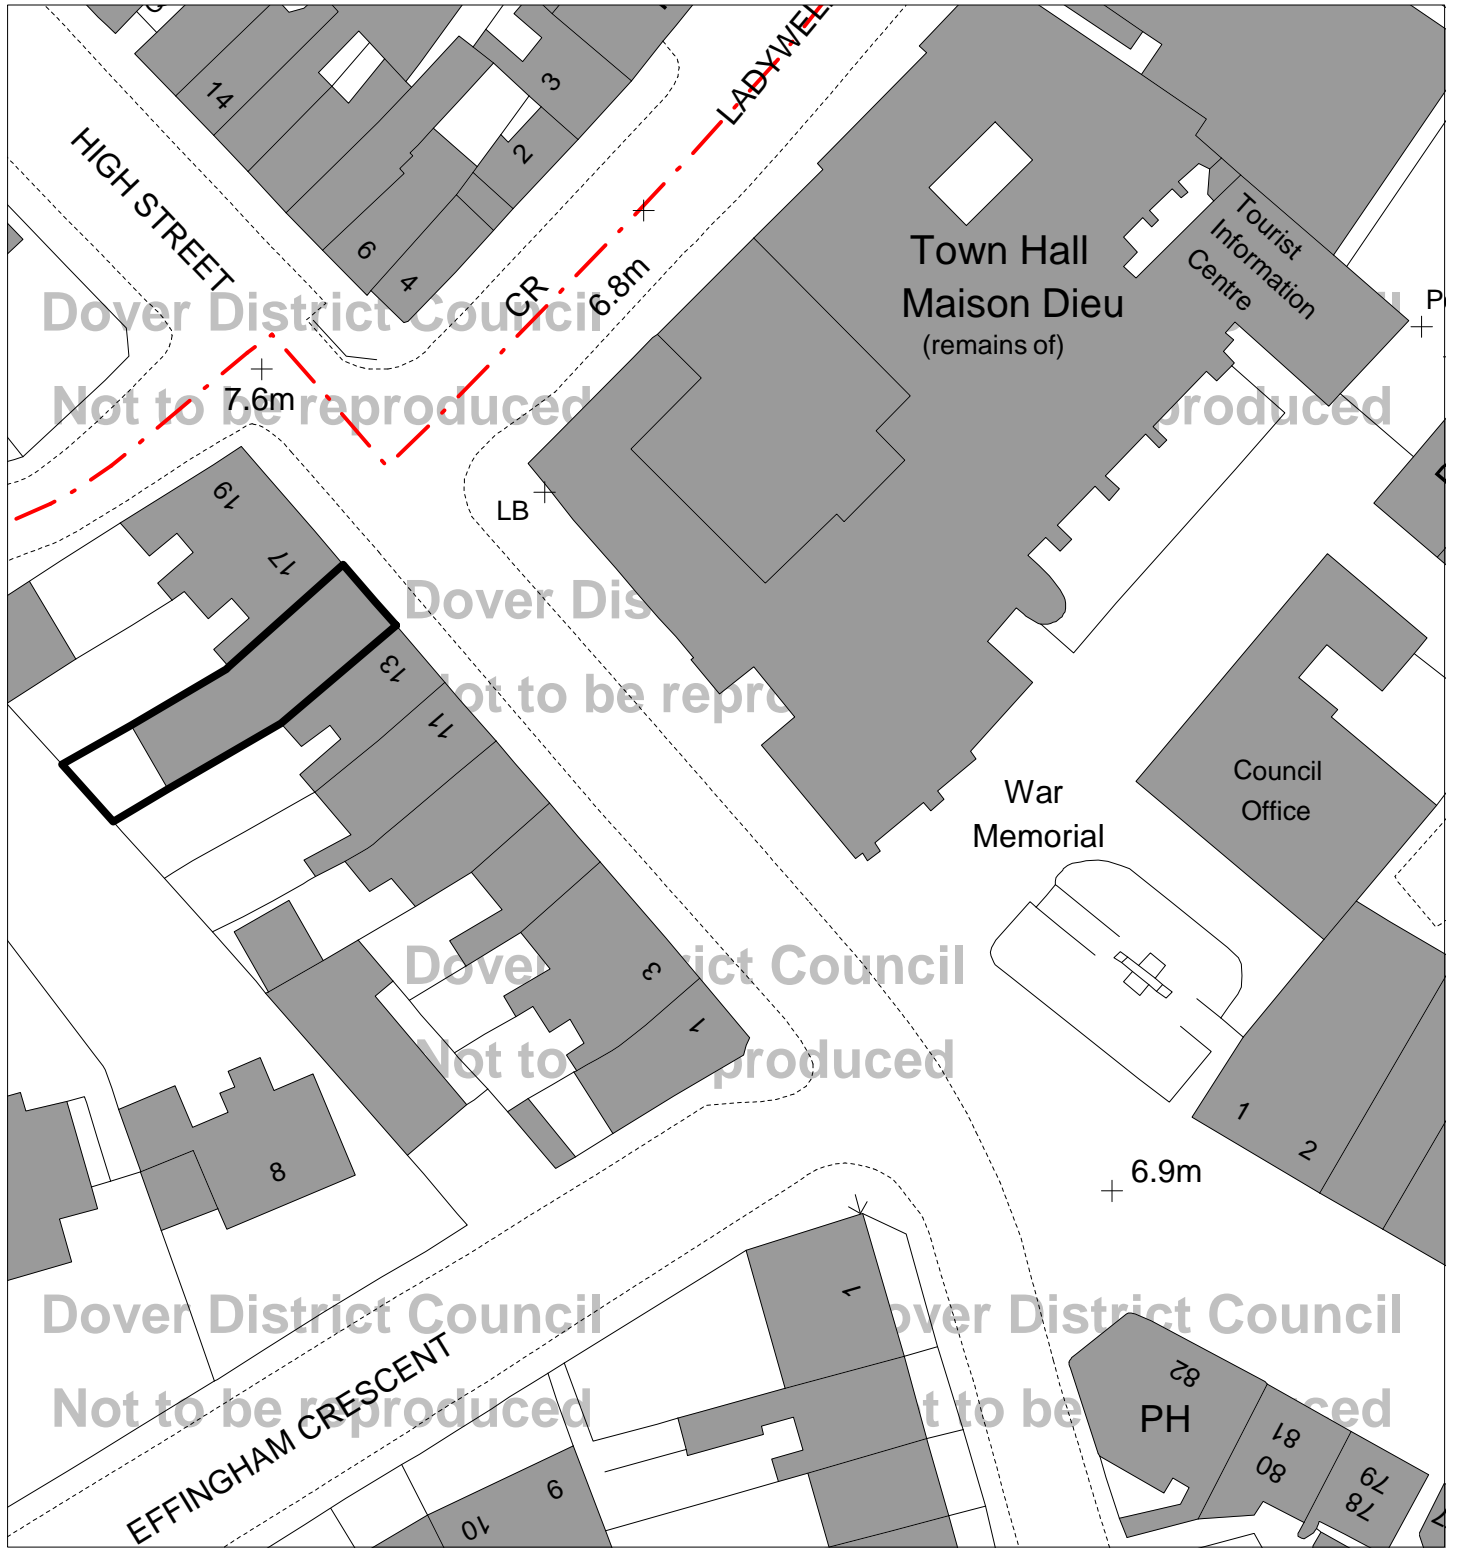 14
3
LADYWEL
HIGH STREET
2
6
4
CR
6.8m
Town Hall
Maison Dieu
(remains of)
Tourist
Information
Centre
Dover District Council
Not to be reproduced
7.6m
produced
19
17
LB
13
11
Dover Dis
Not to be repro
War
Memorial
Council
Office
3
1
Dover District Council
Not to produced
8
1
2
6.9m
1
Dover District Council
Dover District Council
Not to be reproduced
t to be ced
EFFINGHAM CRESCENT
82
PH
81
80
79
78
9
10